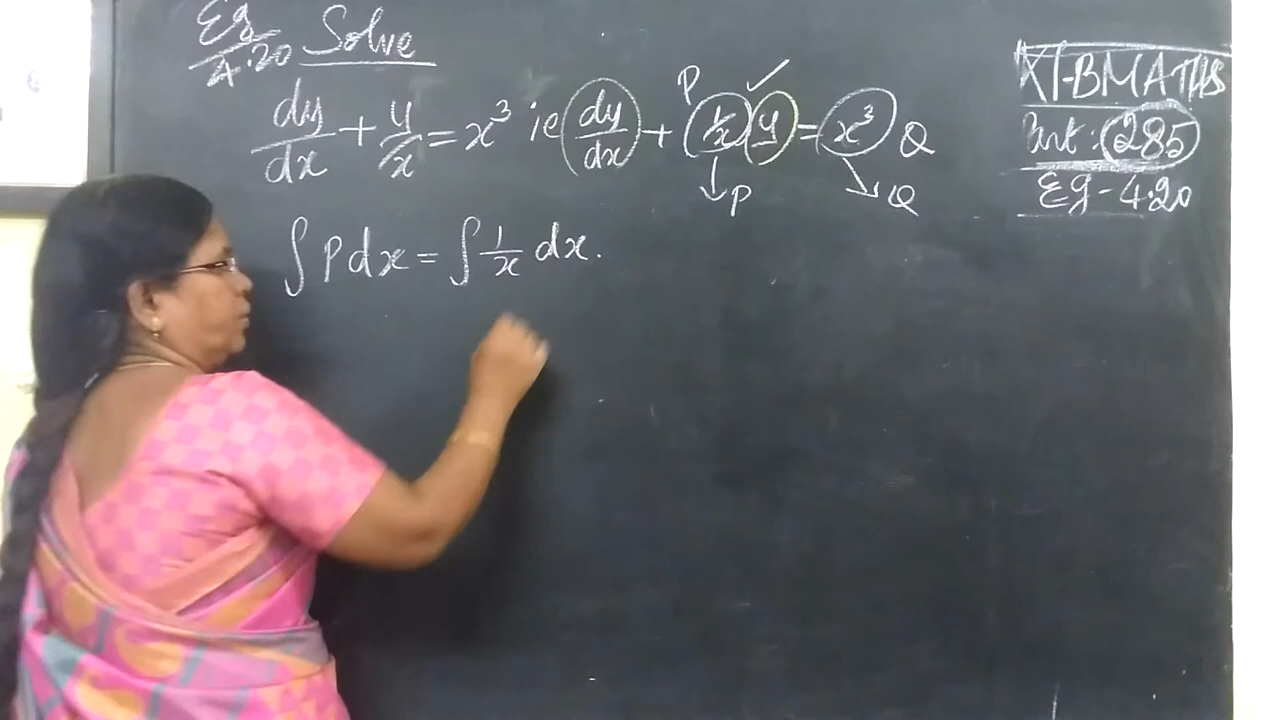 Eg 4.20 Solve
dy/dx + y/x = x³ ie dy/dx + P (1/x) y = x³ Q
↓ P ↘ Q
∫ P dx = ∫ 1/x dx.
XI-BMATHS
Part: 285
Eg - 4.20